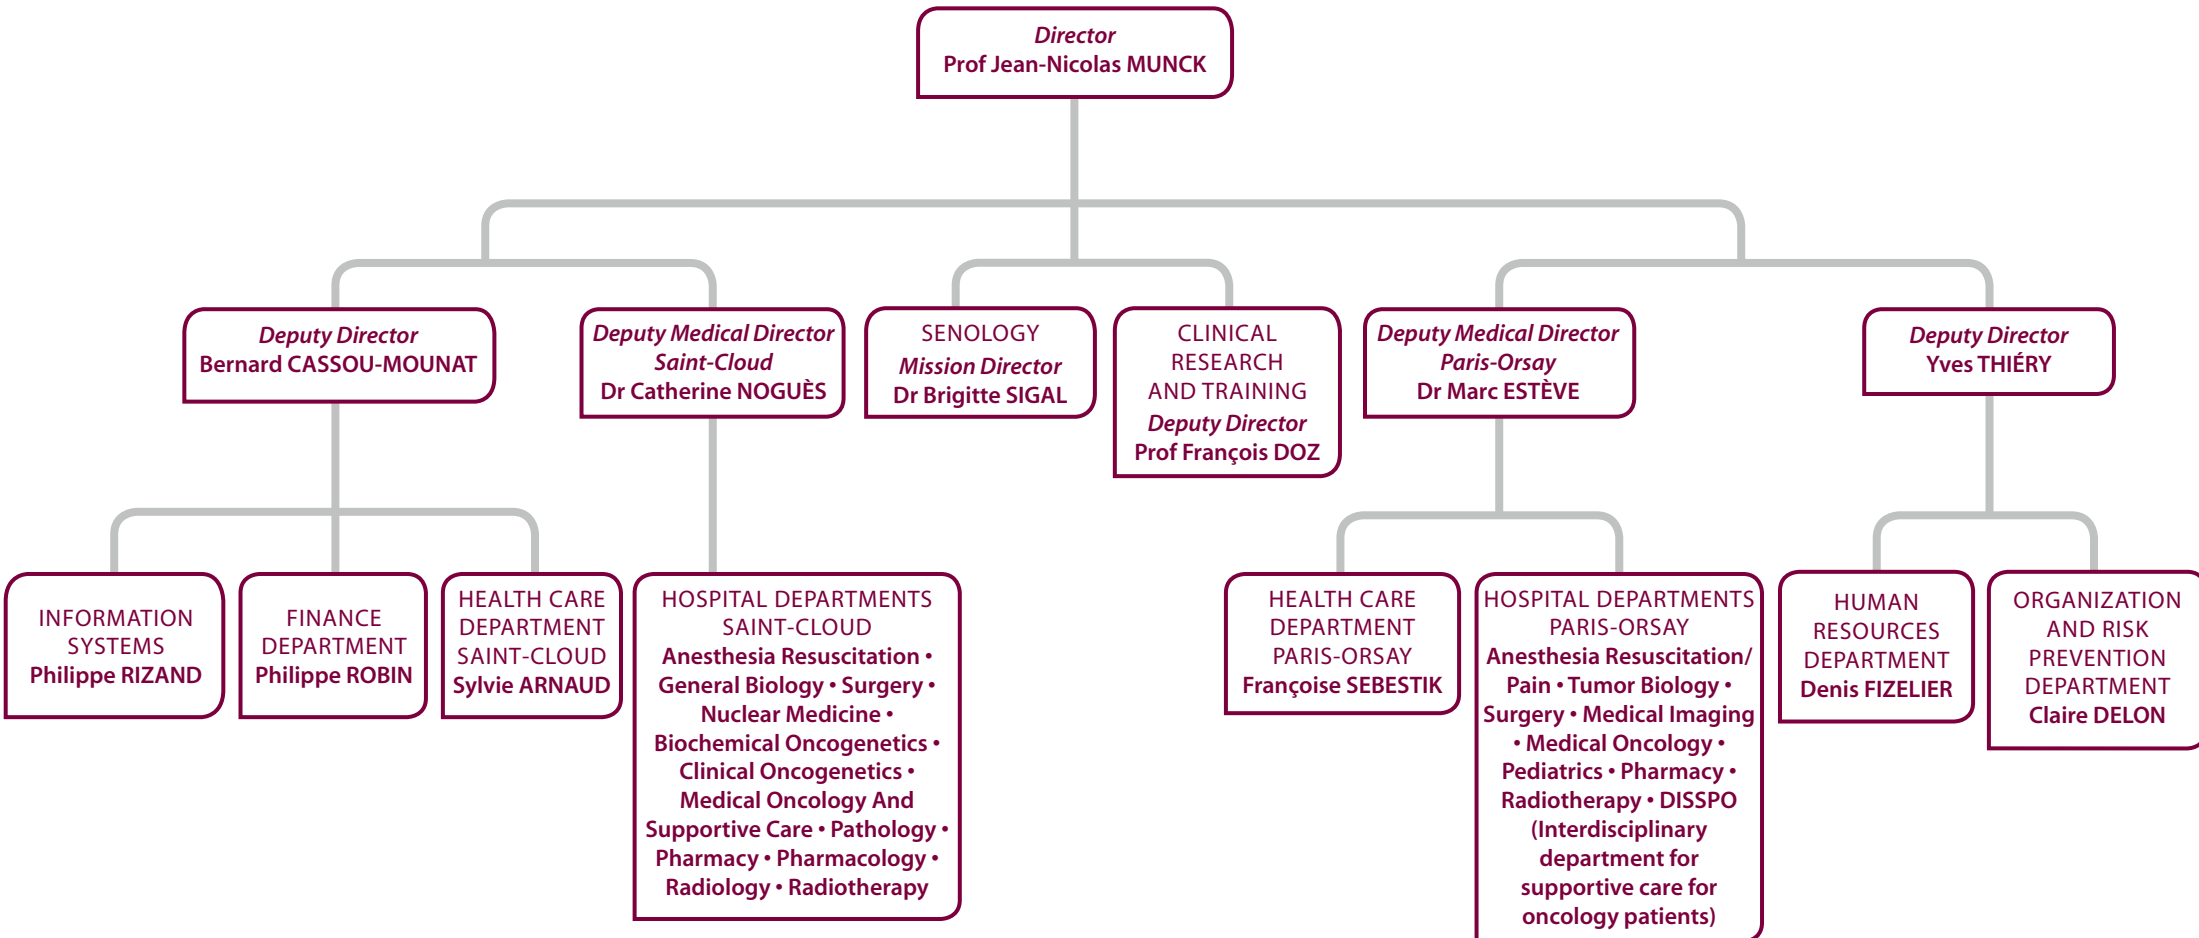 Director
Prof Jean-Nicolas MUNCK
Deputy Director
Bernard CASSOU-MOUNAT
Deputy Medical Director
Saint-Cloud
Dr Catherine NOGUÈS
SENOLOGY
Mission Director
Dr Brigitte SIGAL
CLINICAL
RESEARCH
AND TRAINING
Deputy Director
Prof François DOZ
Deputy Medical Director
Paris-Orsay
Dr Marc ESTÈVE
Deputy Director
Yves THIÉRY
INFORMATION
SYSTEMS
Philippe RIZAND
FINANCE
DEPARTMENT
Philippe ROBIN
HEALTH CARE
DEPARTMENT
SAINT-CLOUD
Sylvie ARNAUD
HOSPITAL DEPARTMENTS
SAINT-CLOUD
Anesthesia Resuscitation •
General Biology • Surgery •
Nuclear Medicine •
Biochemical Oncogenetics •
Clinical Oncogenetics •
Medical Oncology And
Supportive Care • Pathology •
Pharmacy • Pharmacology •
Radiology • Radiotherapy
HEALTH CARE
DEPARTMENT
PARIS-ORSAY
Françoise SEBESTIK
HOSPITAL DEPARTMENTS
PARIS-ORSAY
Anesthesia Resuscitation/
Pain • Tumor Biology •
Surgery • Medical Imaging
• Medical Oncology •
Pediatrics • Pharmacy •
Radiotherapy • DISSPO
(Interdisciplinary
department for
supportive care for
oncology patients)
HUMAN
RESOURCES
DEPARTMENT
Denis FIZELIER
ORGANIZATION
AND RISK
PREVENTION
DEPARTMENT
Claire DELON